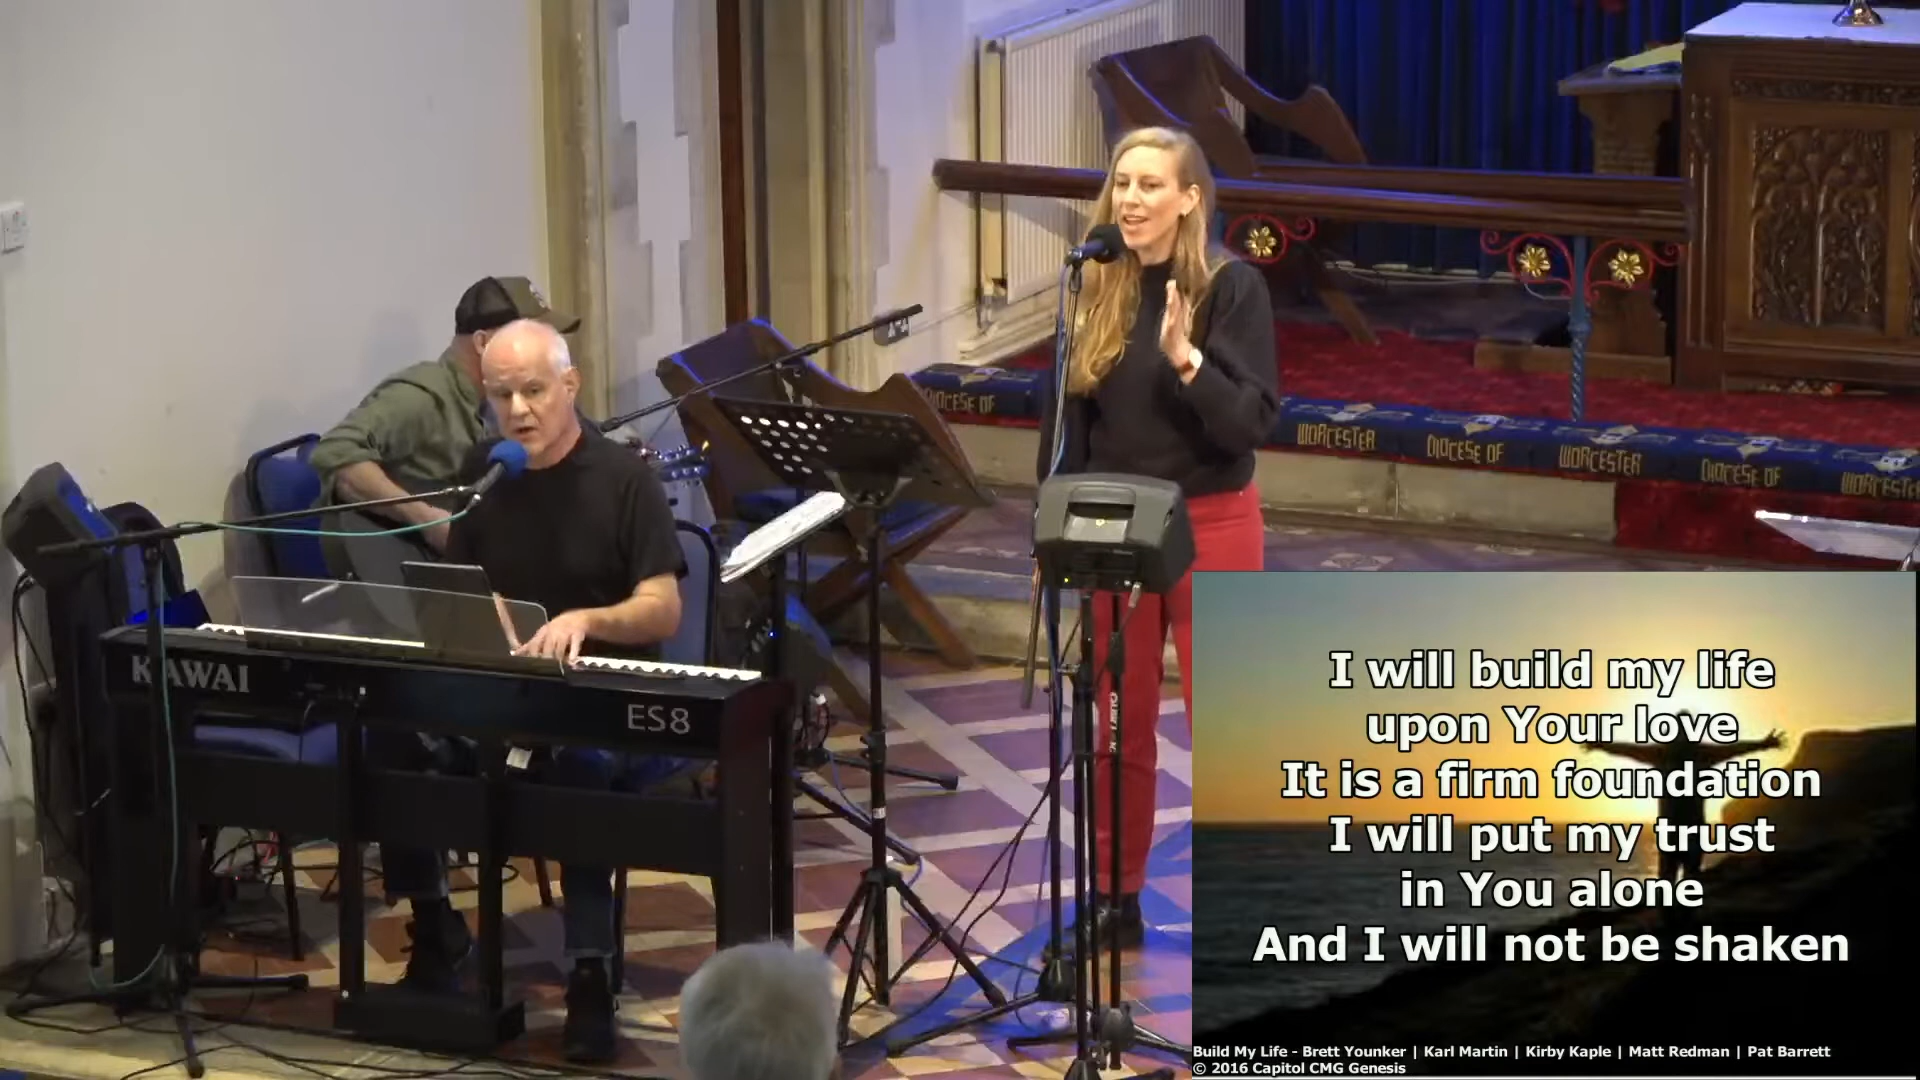 DIOCESE OF
WORCESTER
DIOCESE OF
WORCESTER
DIOCESE OF
WORCESTER
KAWAI
ES8
I will build my life
upon Your love
It is a firm foundation
I will put my trust
in You alone
And I will not be shaken
Build My Life - Brett Younker | Karl Martin | Kirby Kaple | Matt Redman | Pat Barrett
© 2016 Capitol CMG Genesis